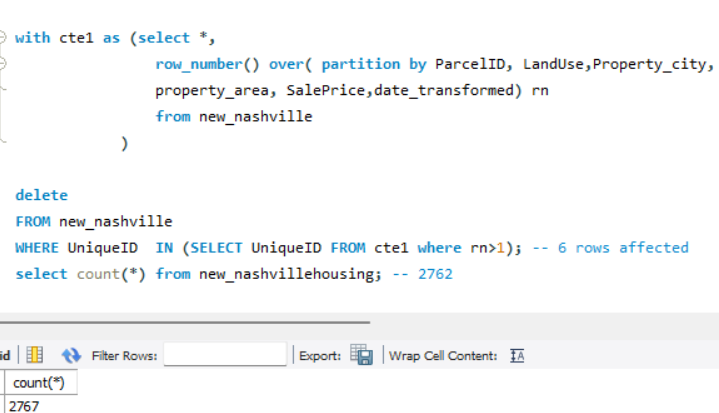 with cte1 as (select *,
row_number() over( partition by ParcelID, LandUse,Property_city,
property_area, SalePrice,date_transformed) rn
from new_nashville
)
delete
FROM new_nashville
WHERE UniqueID  IN (SELECT UniqueID FROM cte1 where rn>1); -- 6 rows affected
select count(*) from new_nashvillehousing; -- 2762
id Filter Rows: Export: Wrap Cell Content: IA
count(*)
2767